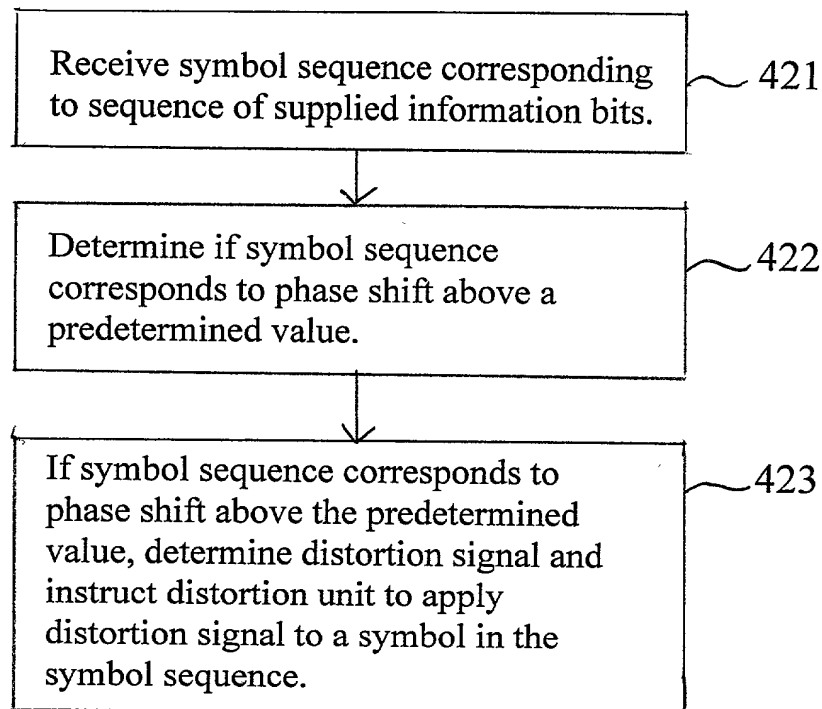 Receive symbol sequence corresponding
to sequence of supplied information bits.
421
Determine if symbol sequence
corresponds to phase shift above a
predetermined value.
422
If symbol sequence corresponds to
phase shift above the predetermined
value, determine distortion signal and
instruct distortion unit to apply
distortion signal to a symbol in the
symbol sequence.
423